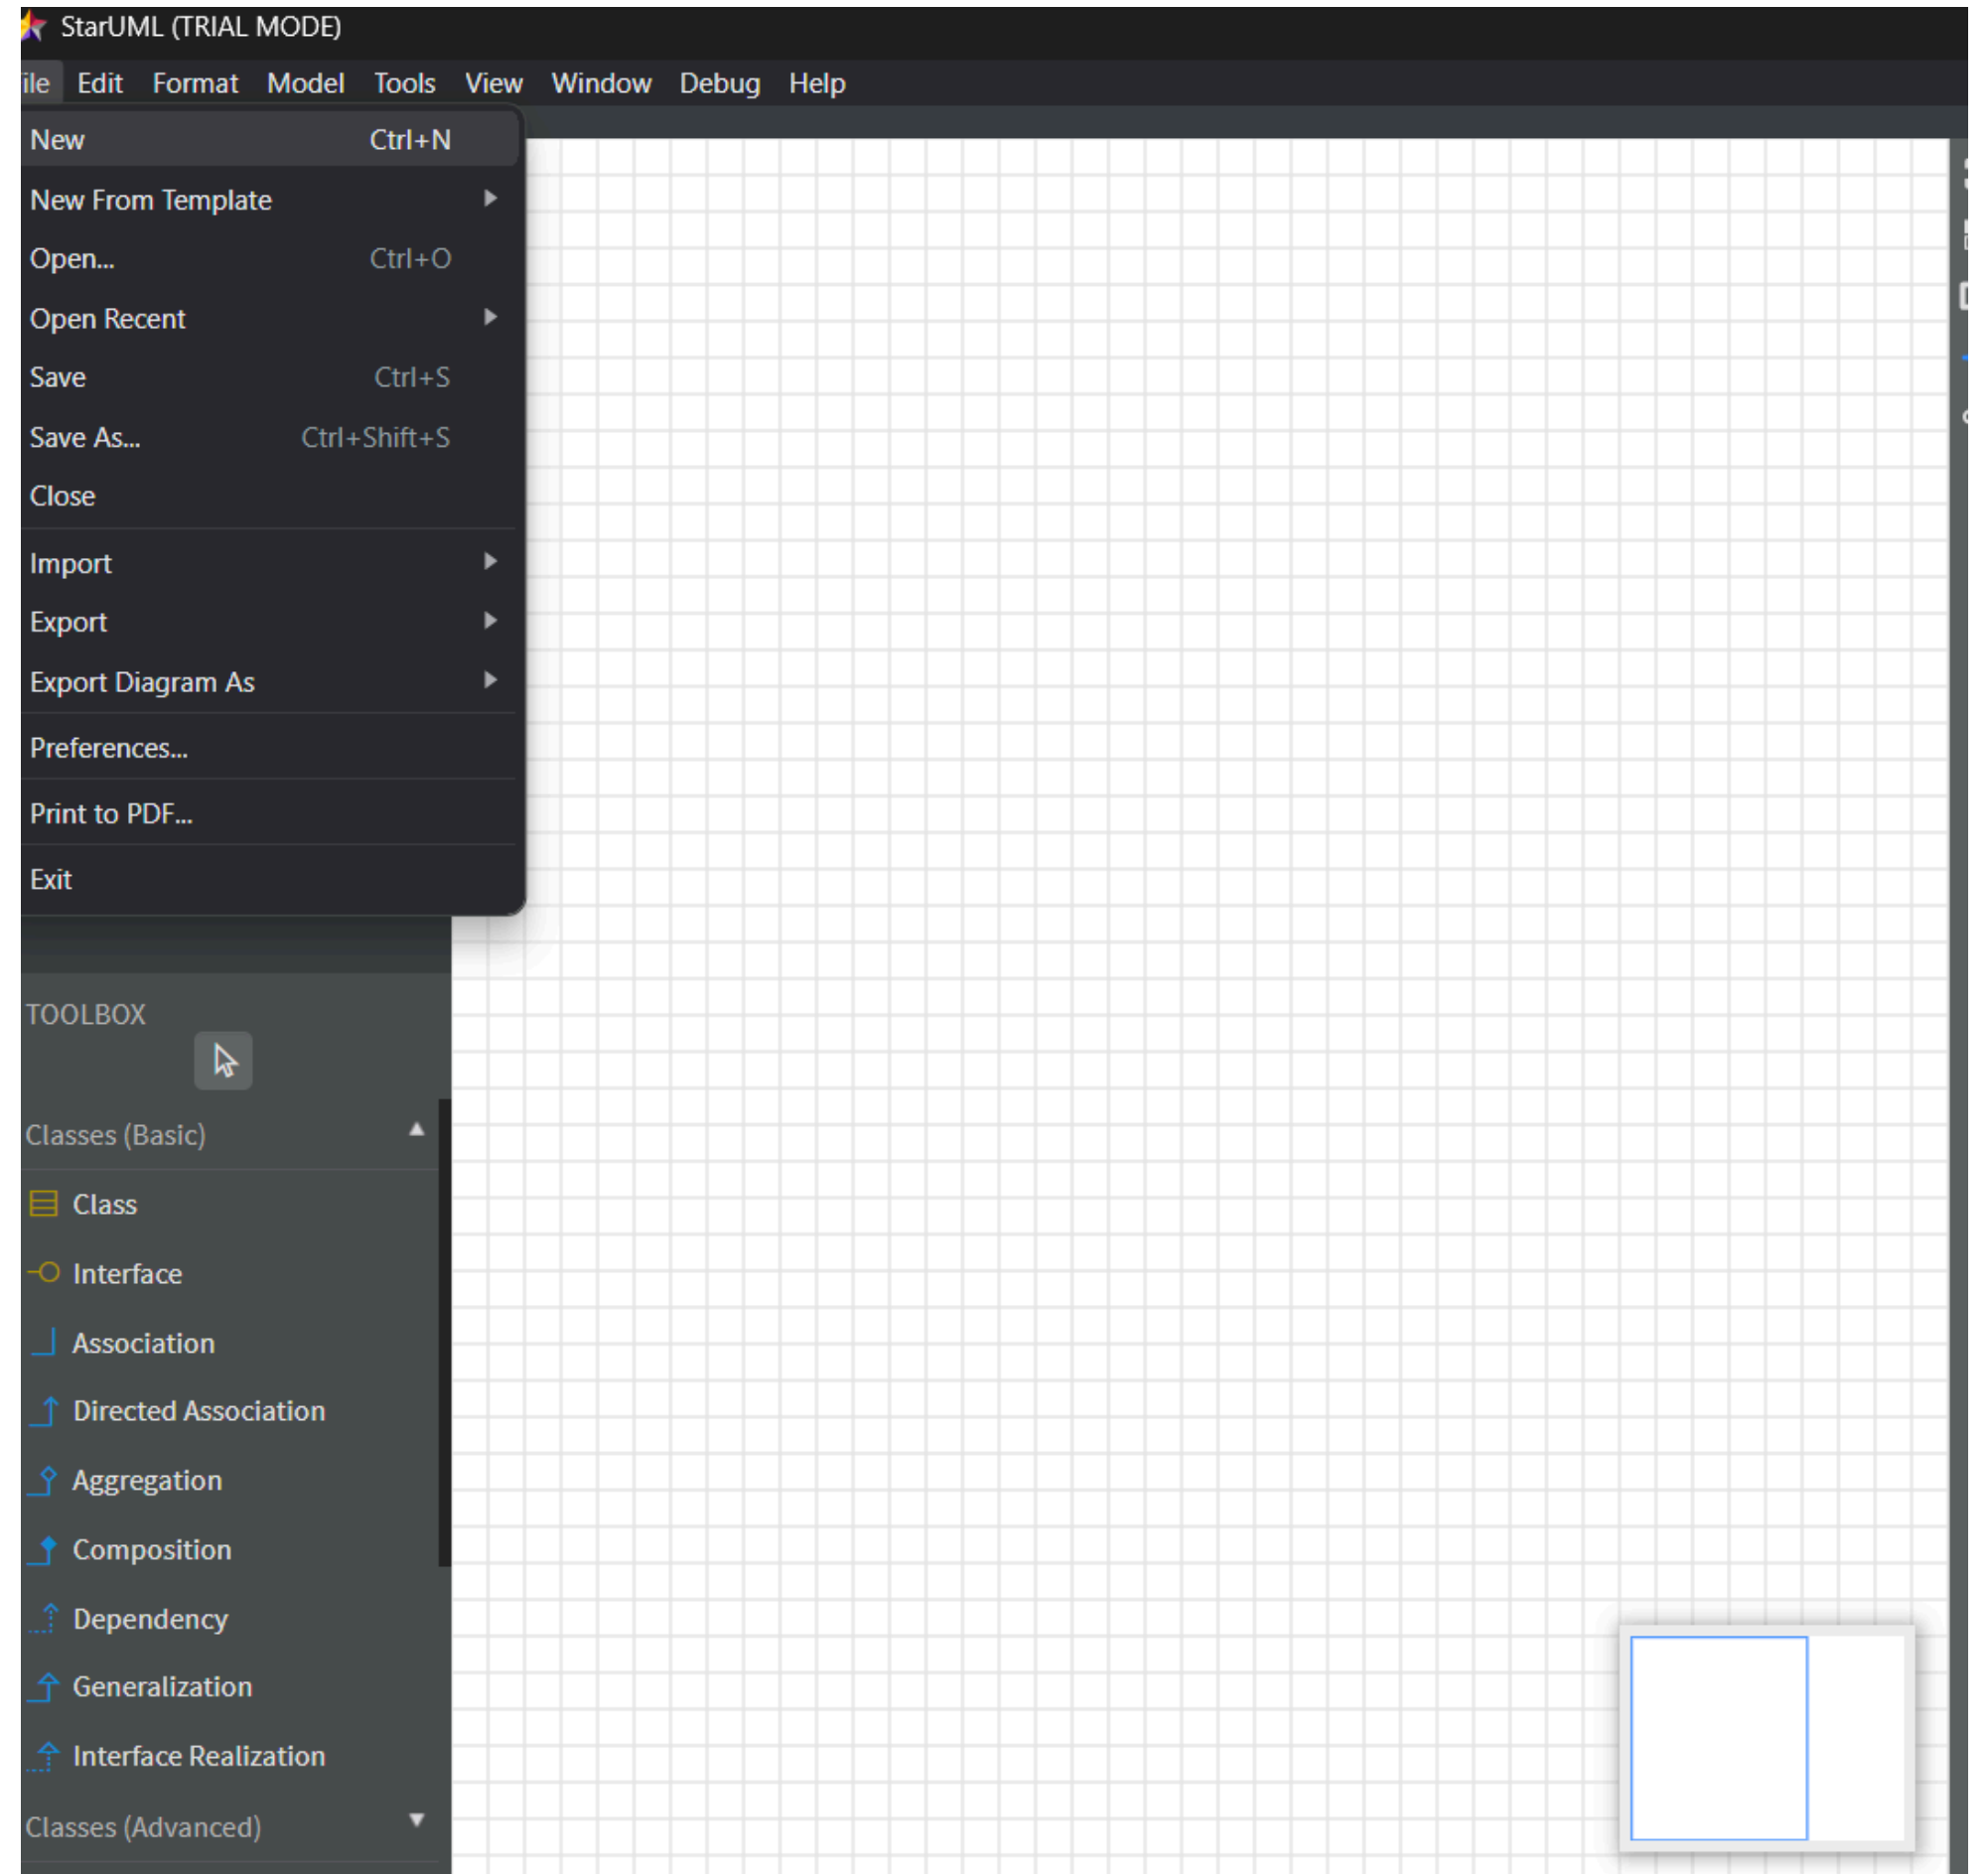 StarUML (TRIAL MODE)
ile Edit Format Model Tools View Window Debug Help
New Ctrl+N
New From Template
Open... Ctrl+O
Open Recent
Save Ctrl+S
Save As... Ctrl+Shift+S
Close
Import
Export
Export Diagram As
Preferences...
Print to PDF...
Exit
TOOLBOX
Classes (Basic)
Class
Interface
Association
Directed Association
Aggregation
Composition
Dependency
Generalization
Interface Realization
Classes (Advanced)